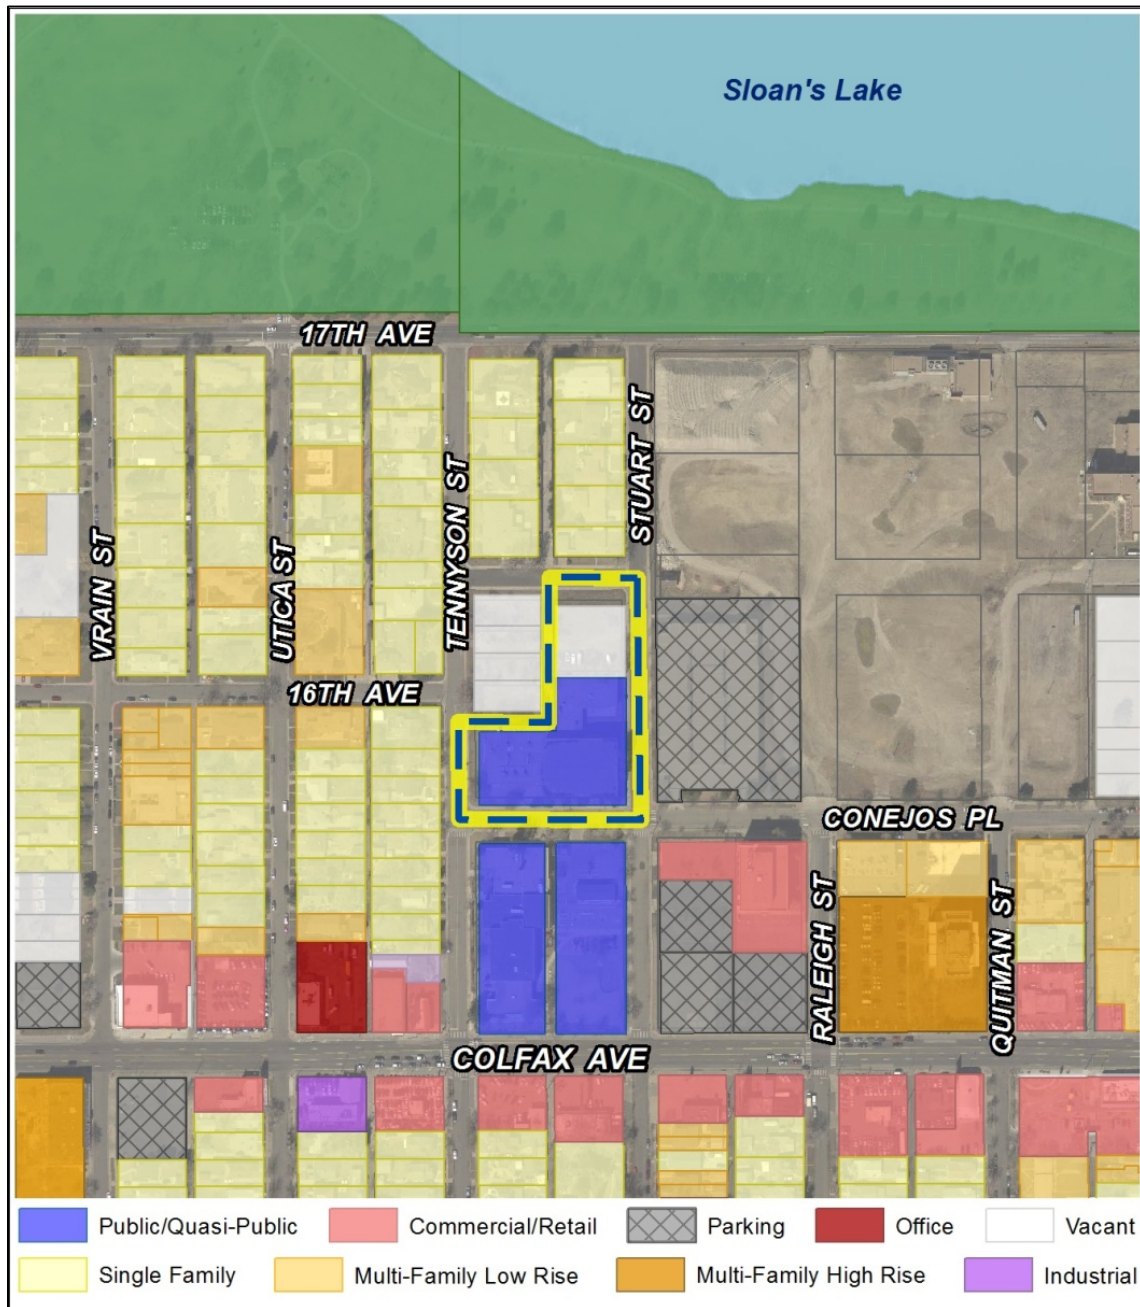 Sloan's Lake
17TH AVE
STUART ST
TENNYSON ST
VRAIN ST
UTICA ST
16TH AVE
CONEJOS PL
RALEIGH ST
QUITMAN ST
COLFAX AVE
Public/Quasi-Public Commercial/Retail Parking Office Vacant
Single Family Multi-Family Low Rise Multi-Family High Rise Industrial